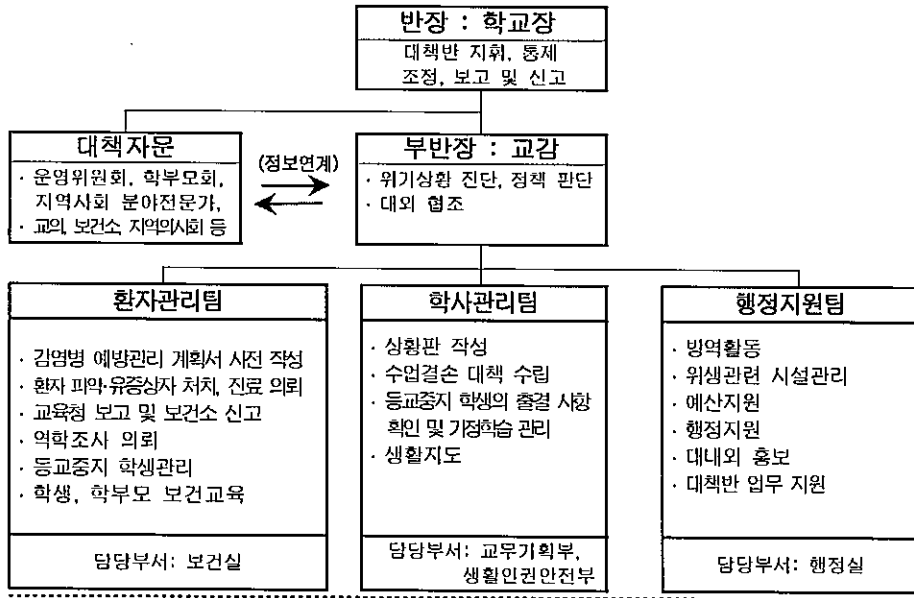 반장 : 학교장
대책반 지휘, 통제
조정, 보고 및 신고
대책자문
· 운영위원회, 학부모회,
지역사회 분야전문가,
· 교의, 보건소, 지역의사회 등
(정보연계)
부반장 : 교감
· 위기상황 진단, 정책 판단
· 대외 협조
환자관리팀
· 감염병 예방관리 계획서 사전 작성
· 환자 파악·유증상자 처치, 진료 의뢰
· 교육청 보고 및 보건소 신고
· 역학조사 의뢰
· 등교중지 학생관리
· 학생, 학부모 보건교육
담당부서: 보건실
학사관리팀
· 상황판 작성
· 수업결손 대책 수립
· 등교중지 학생의 출결 사항
확인 및 가정학습 관리
· 생활지도
담당부서: 교무기획부,
생활인권안전부
행정지원팀
· 방역활동
· 위생관련 시설관리
· 예산지원
· 행정지원
· 대내외 홍보
· 대책반 업무 지원
담당부서: 행정실